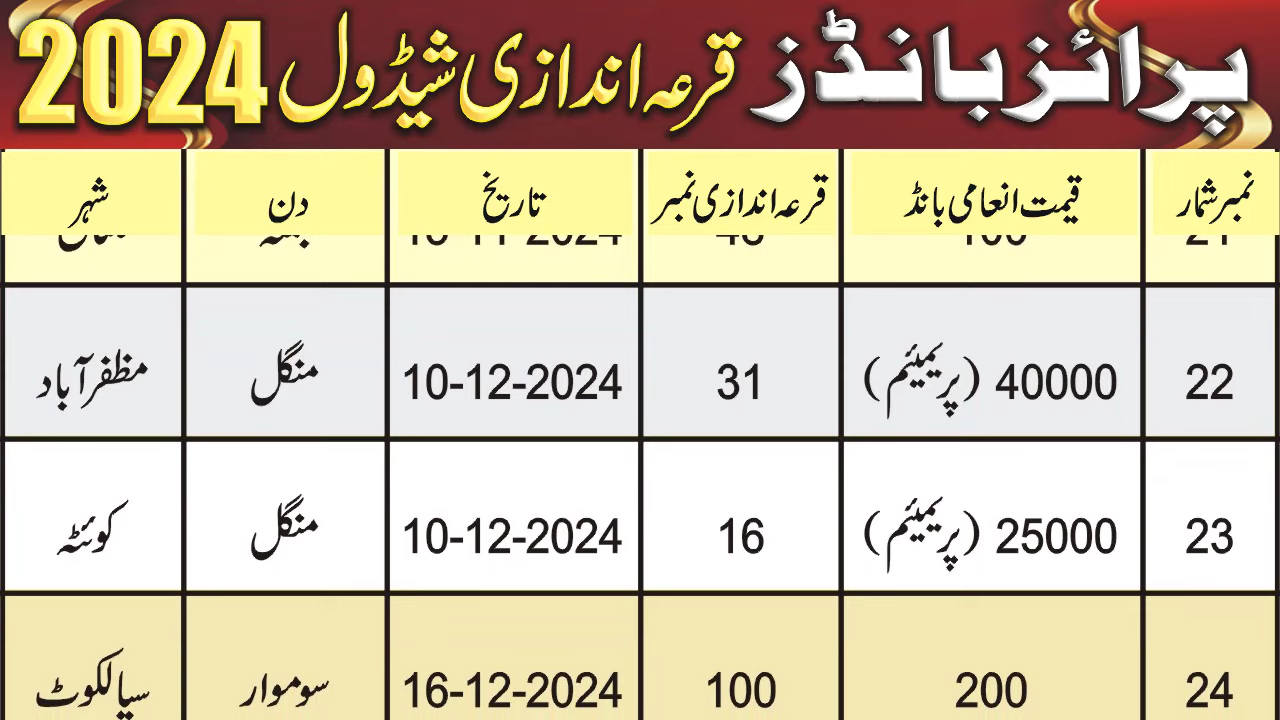 پرائز بانڈز قرعہ اندازی شیڈول 2024
نمبر شمار قیمت انعامی بانڈ قرعہ اندازی نمبر تاریخ دن شہر
22 40000 (پریمیئم) 31 10-12-2024 منگل مظفرآباد
23 25000 (پریمیئم) 16 10-12-2024 منگل کوئٹہ
24 200 100 16-12-2024 سوموار سیالکوٹ